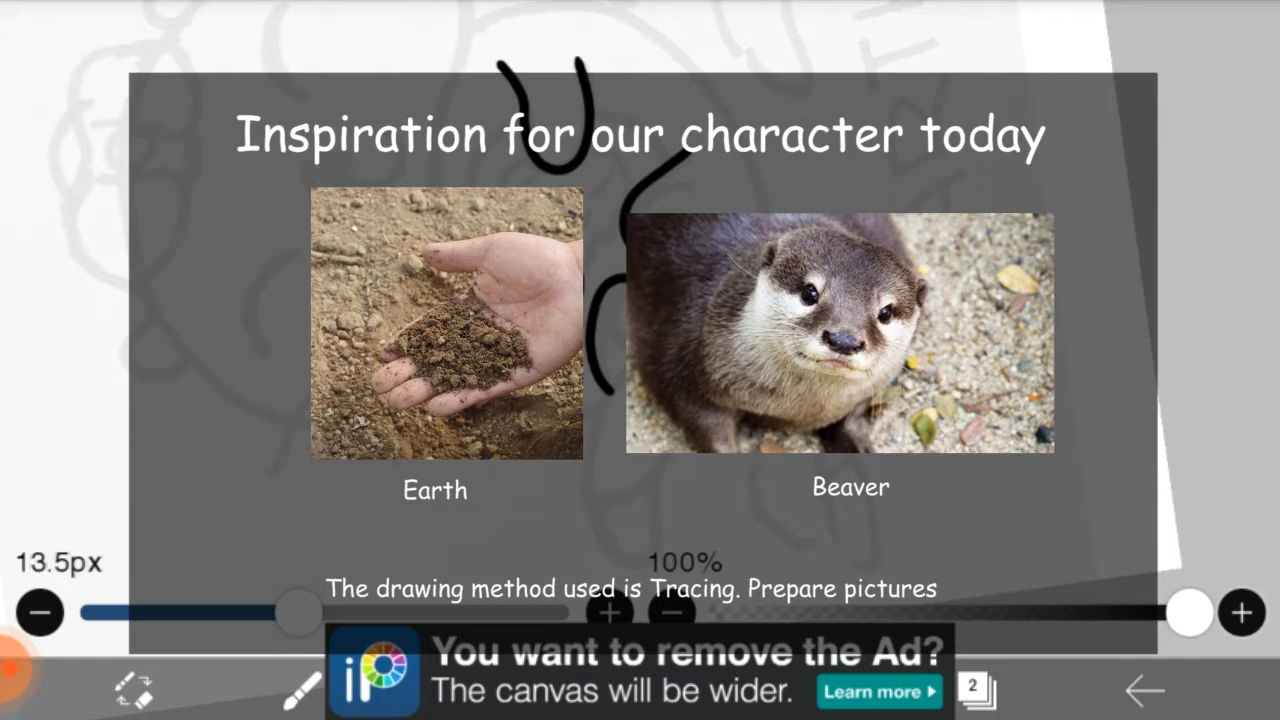 Inspiration for our character today
Earth
Beaver
13.5px
100%
The drawing method used is Tracing. Prepare pictures
iP
You want to remove the Ad?
The canvas will be wider.
Learn more
2